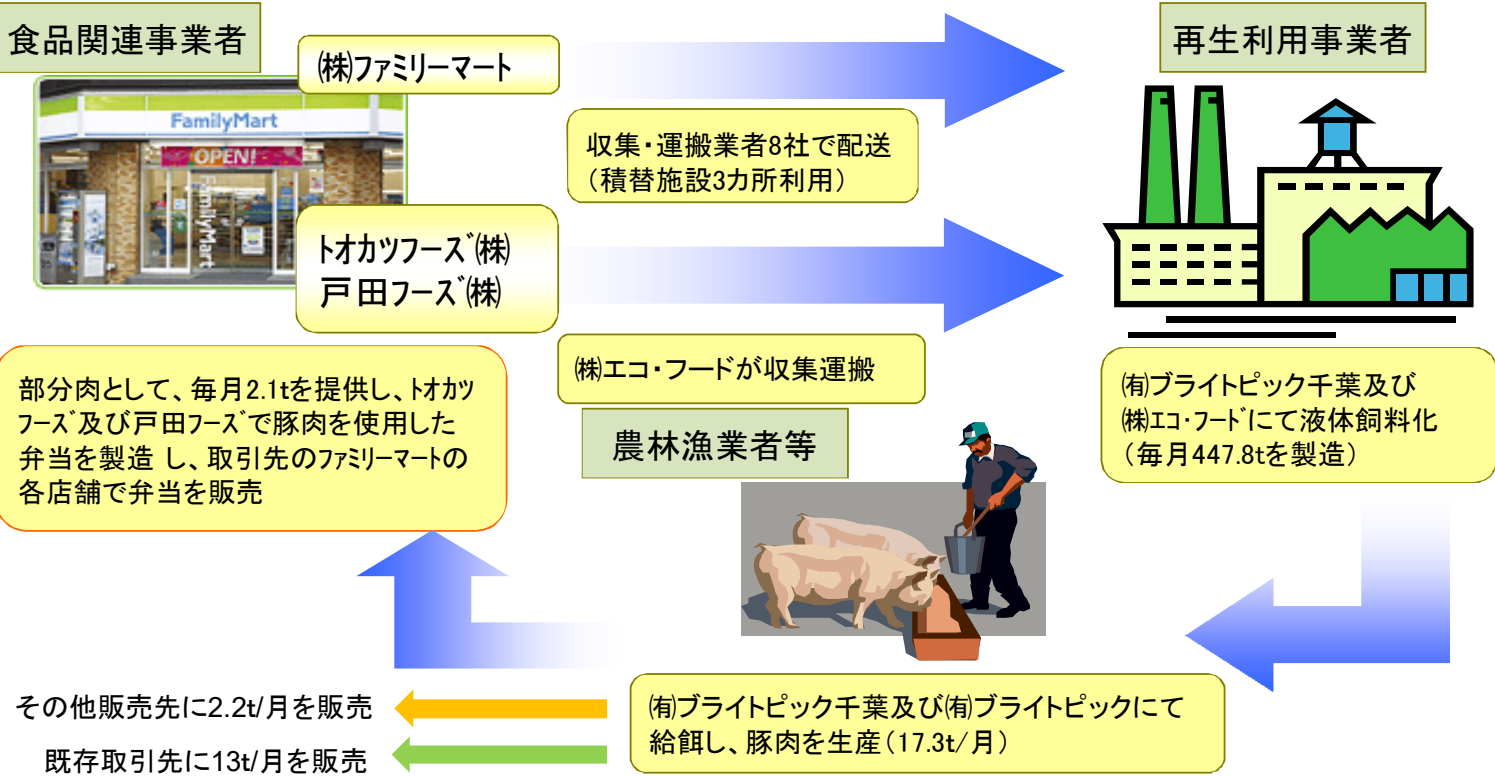 食品関連事業者
㈱ファミリーマート
FamilyMart
OPEN!
FamilyMart
トオカツフーズ㈱
戸田フーズ㈱
収集・運搬業者8社で配送
（積替施設3カ所利用）
㈱エコ・フードが収集運搬
再生利用事業者
㈲ブライトピック千葉及び
㈱エコ・フードにて液体飼料化
（毎月447.8tを製造）
農林漁業者等
㈲ブライトピック千葉及び㈲ブライトピックにて
給餌し、豚肉を生産（17.3t/月）
部分肉として、毎月2.1tを提供し、トオカツ
フーズ及び戸田フーズで豚肉を使用した
弁当を製造 し、取引先のファミリーマートの
各店舗で弁当を販売
その他販売先に2.2t/月を販売
既存取引先に13t/月を販売